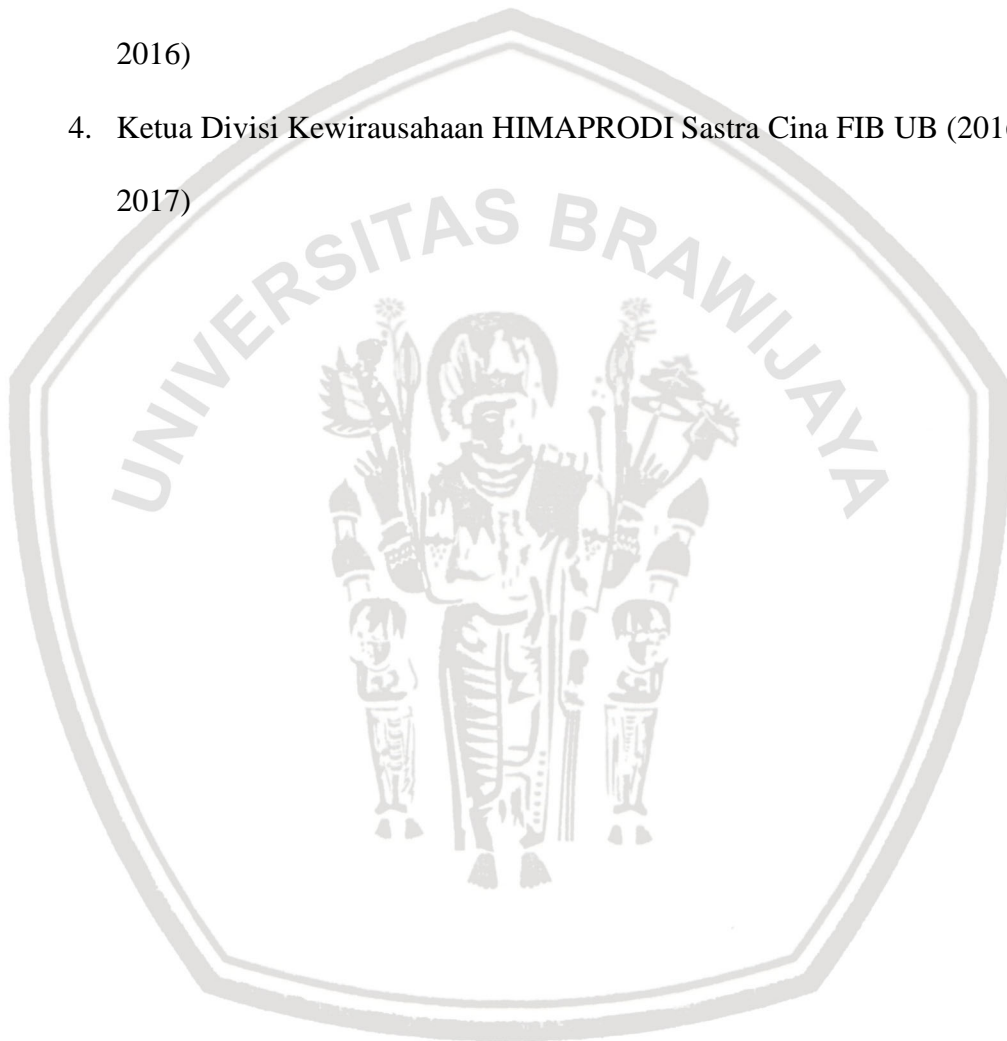 2016)
4. Ketua Divisi Kewirausahaan HIMAPRODI Sastra Cina FIB UB (201
2017)
UNIVERSITAS BRAWIJAYA